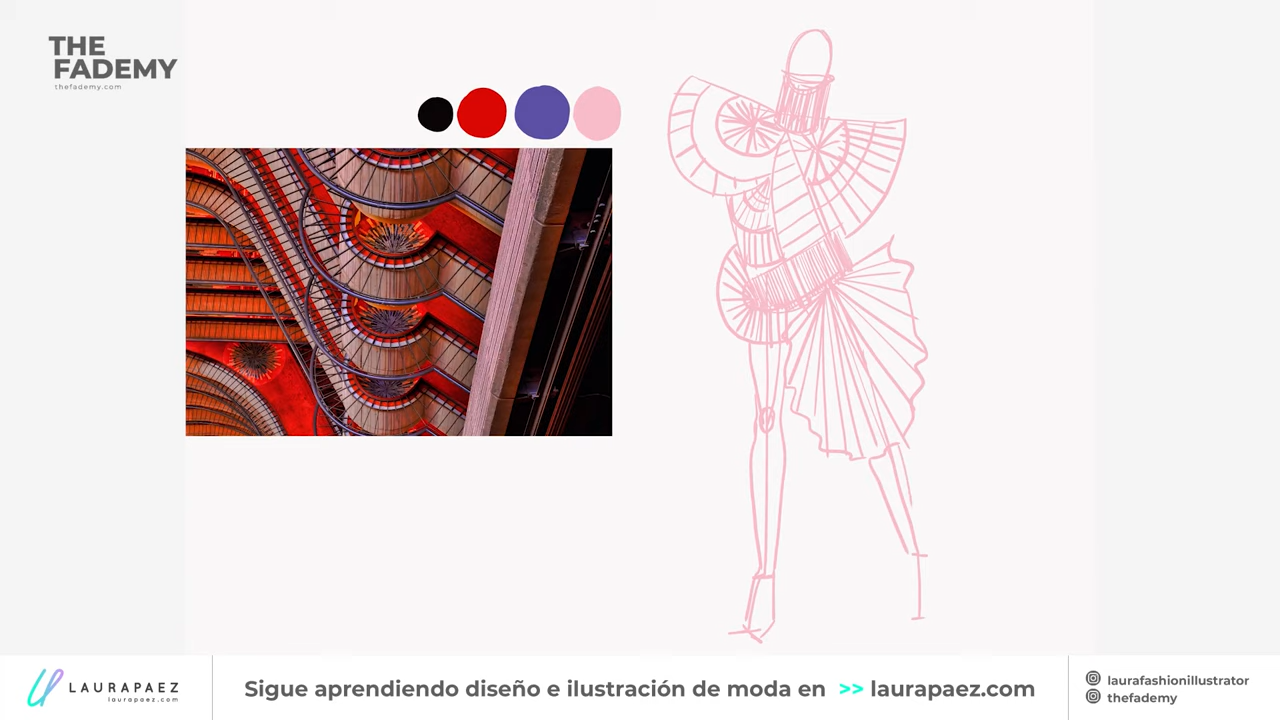 THE
FADEMY
thefademy.com
LAURAPAEZ
laurapaez.com
Sigue aprendiendo diseño e ilustración de moda en >> laurapaez.com
laurafashionillustrator
thefademy